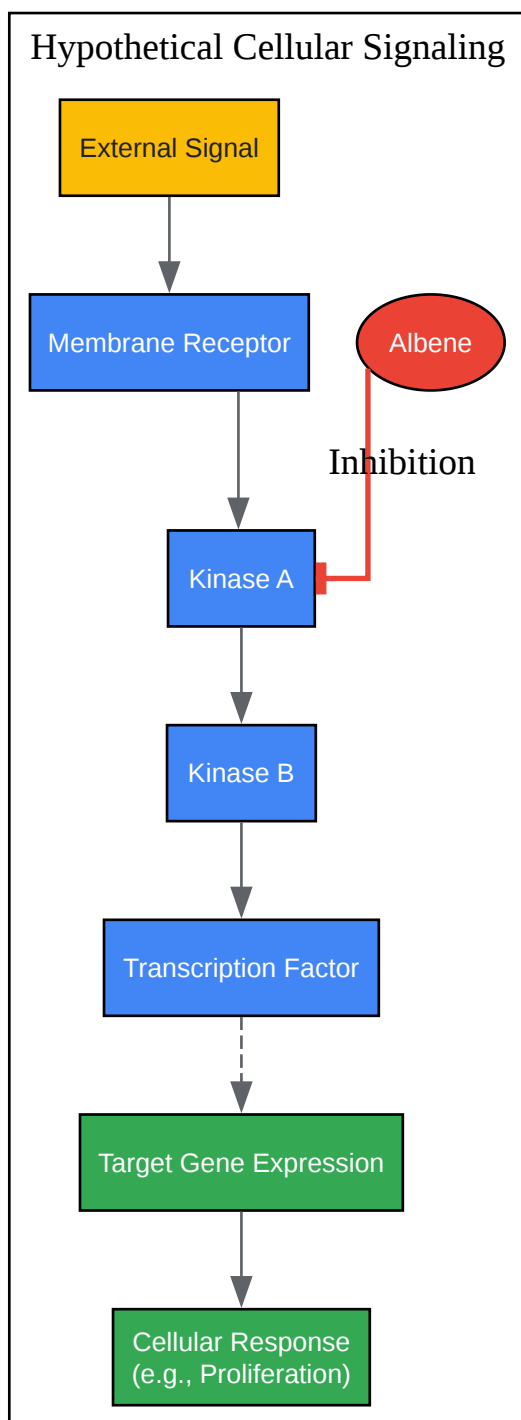 Hypothetical Cellular Signaling
External Signal
Membrane Receptor
Albene
Inhibition
Kinase A
Kinase B
Transcription Factor
Target Gene Expression
Cellular Response
(e.g., Proliferation)